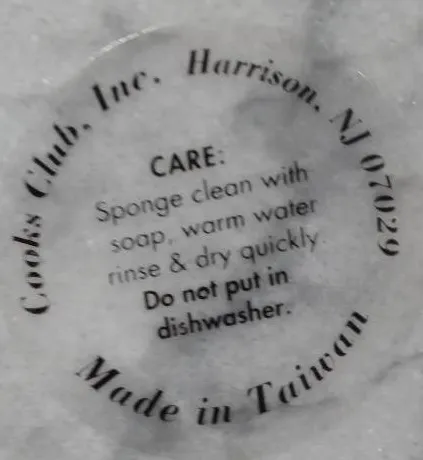 Cooks Club, Inc. Harrison, NJ 07029
CARE:
Sponge clean with
soap, warm water
rinse & dry quickly.
Do not put in
dishwasher.
Made in Taiwan